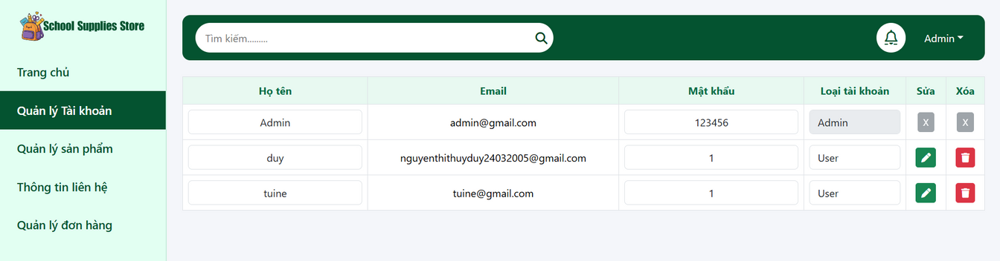 School Supplies Store
Trang chủ
Quản lý Tài khoản
Quản lý sản phẩm
Thông tin liên hệ
Quản lý đơn hàng
Tìm kiếm.........
Admin
Họ tên Email Mật khẩu Loại tài khoản Sửa Xóa
Admin admin@gmail.com 123456 Admin X X
duy nguyenthithuyduy24032005@gmail.com 1 User
tuine tuine@gmail.com 1 User